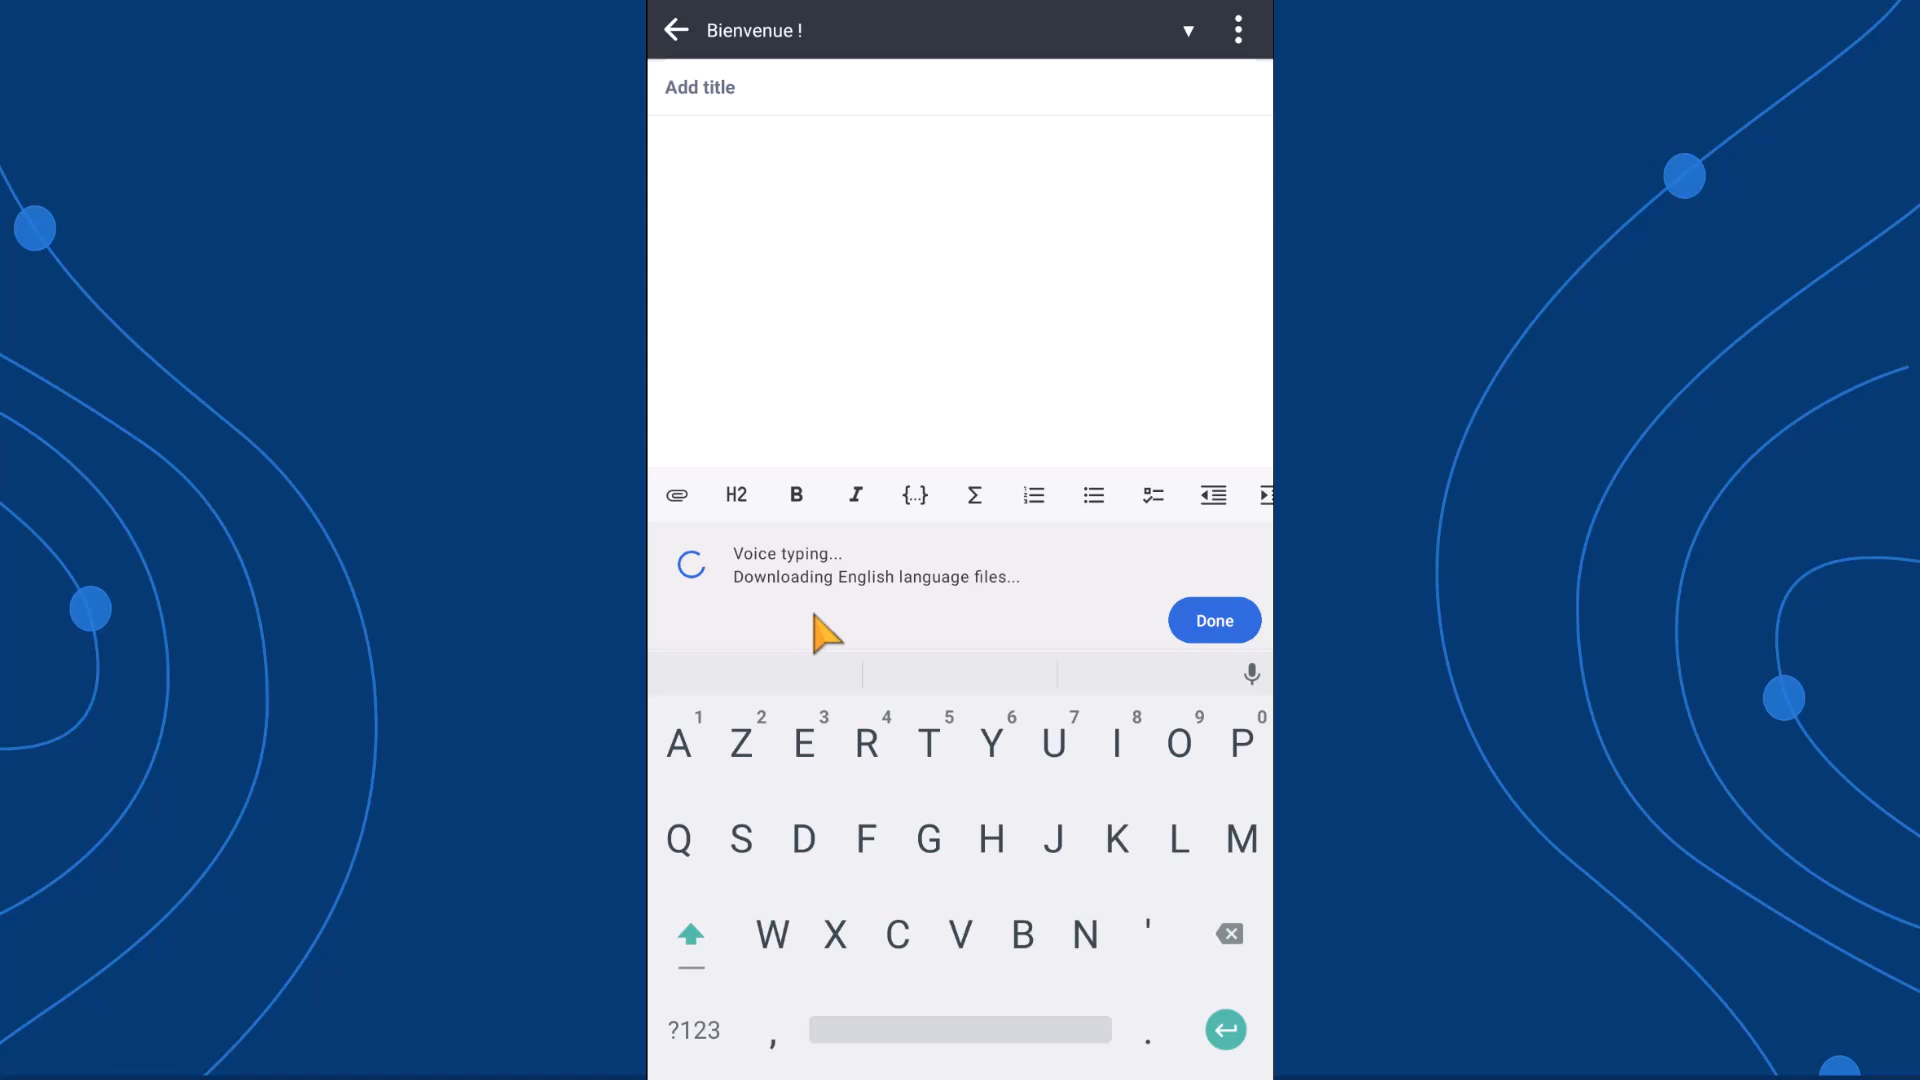 Bienvenue !
Add title
H2 B I {...} Σ
Voice typing...
Downloading English language files...
Done
1 2 3 4 5 6 7 8 9 0
A Z E R T Y U I O P
Q S D F G H J K L M
W X C V B N '
?123 , .